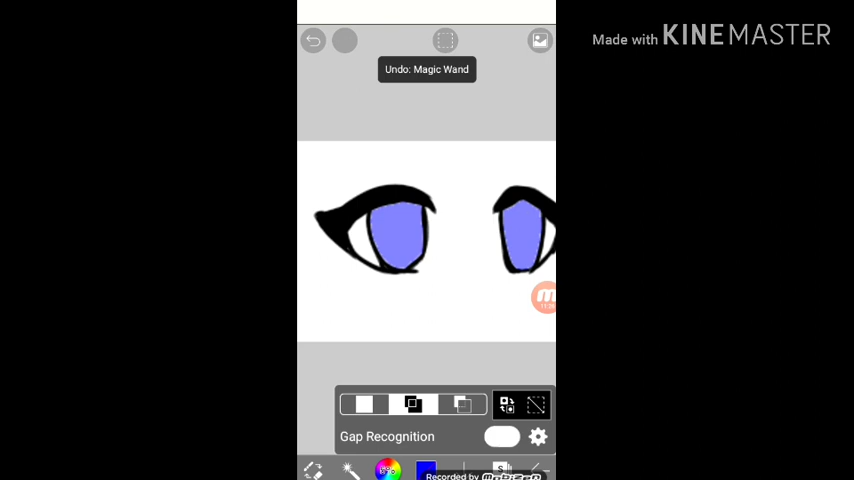 Made with KINEMASTER
Undo: Magic Wand
Gap Recognition
Recorded by